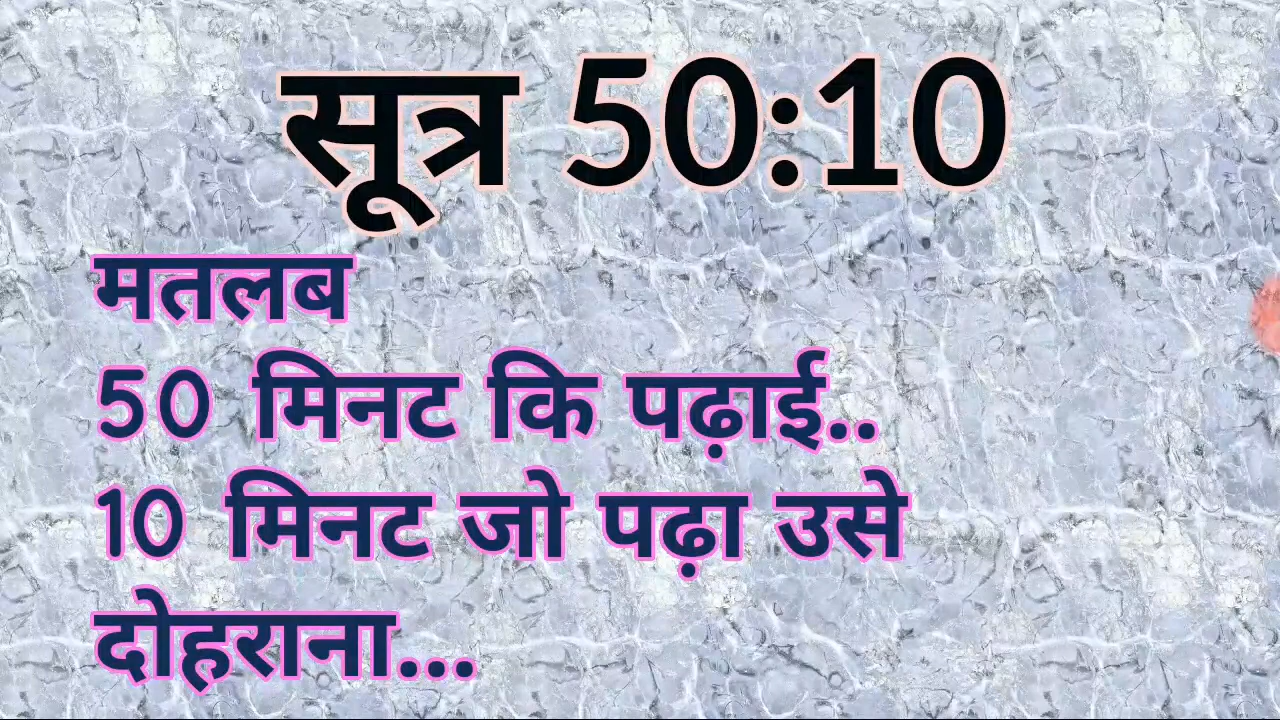 सूत्र 50:10
मतलब
50 मिनट कि पढ़ाई..
10 मिनट जो पढ़ा उसे
दोहराना...